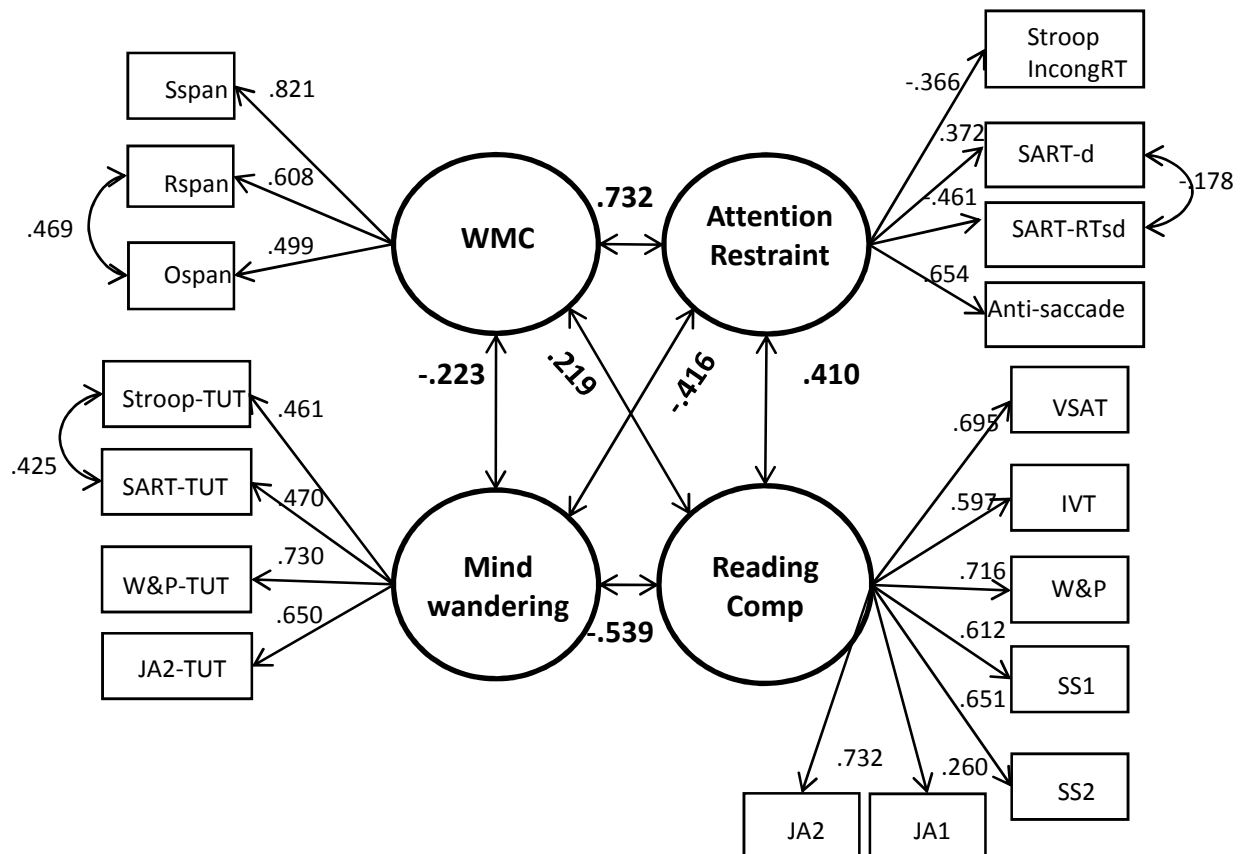 Stroop
IncongRT
Sspan
.821
-.366
.372
SART-d
Rspan
.608
.732
-.178
-.461
.469
WMC
Attention
Restraint
SART-RTsd
Ospan
.499
.654
Anti-saccade
-.223
.219
-.416
.410
Stroop-TUT
.461
VSAT
.695
.425
SART-TUT
.470
.597
IVT
W&P-TUT
.730
Mind
wandering
Reading
Comp
.716
W&P
.650
.612
-.539
JA2-TUT
SS1
.651
.732
.260
SS2
JA2
JA1